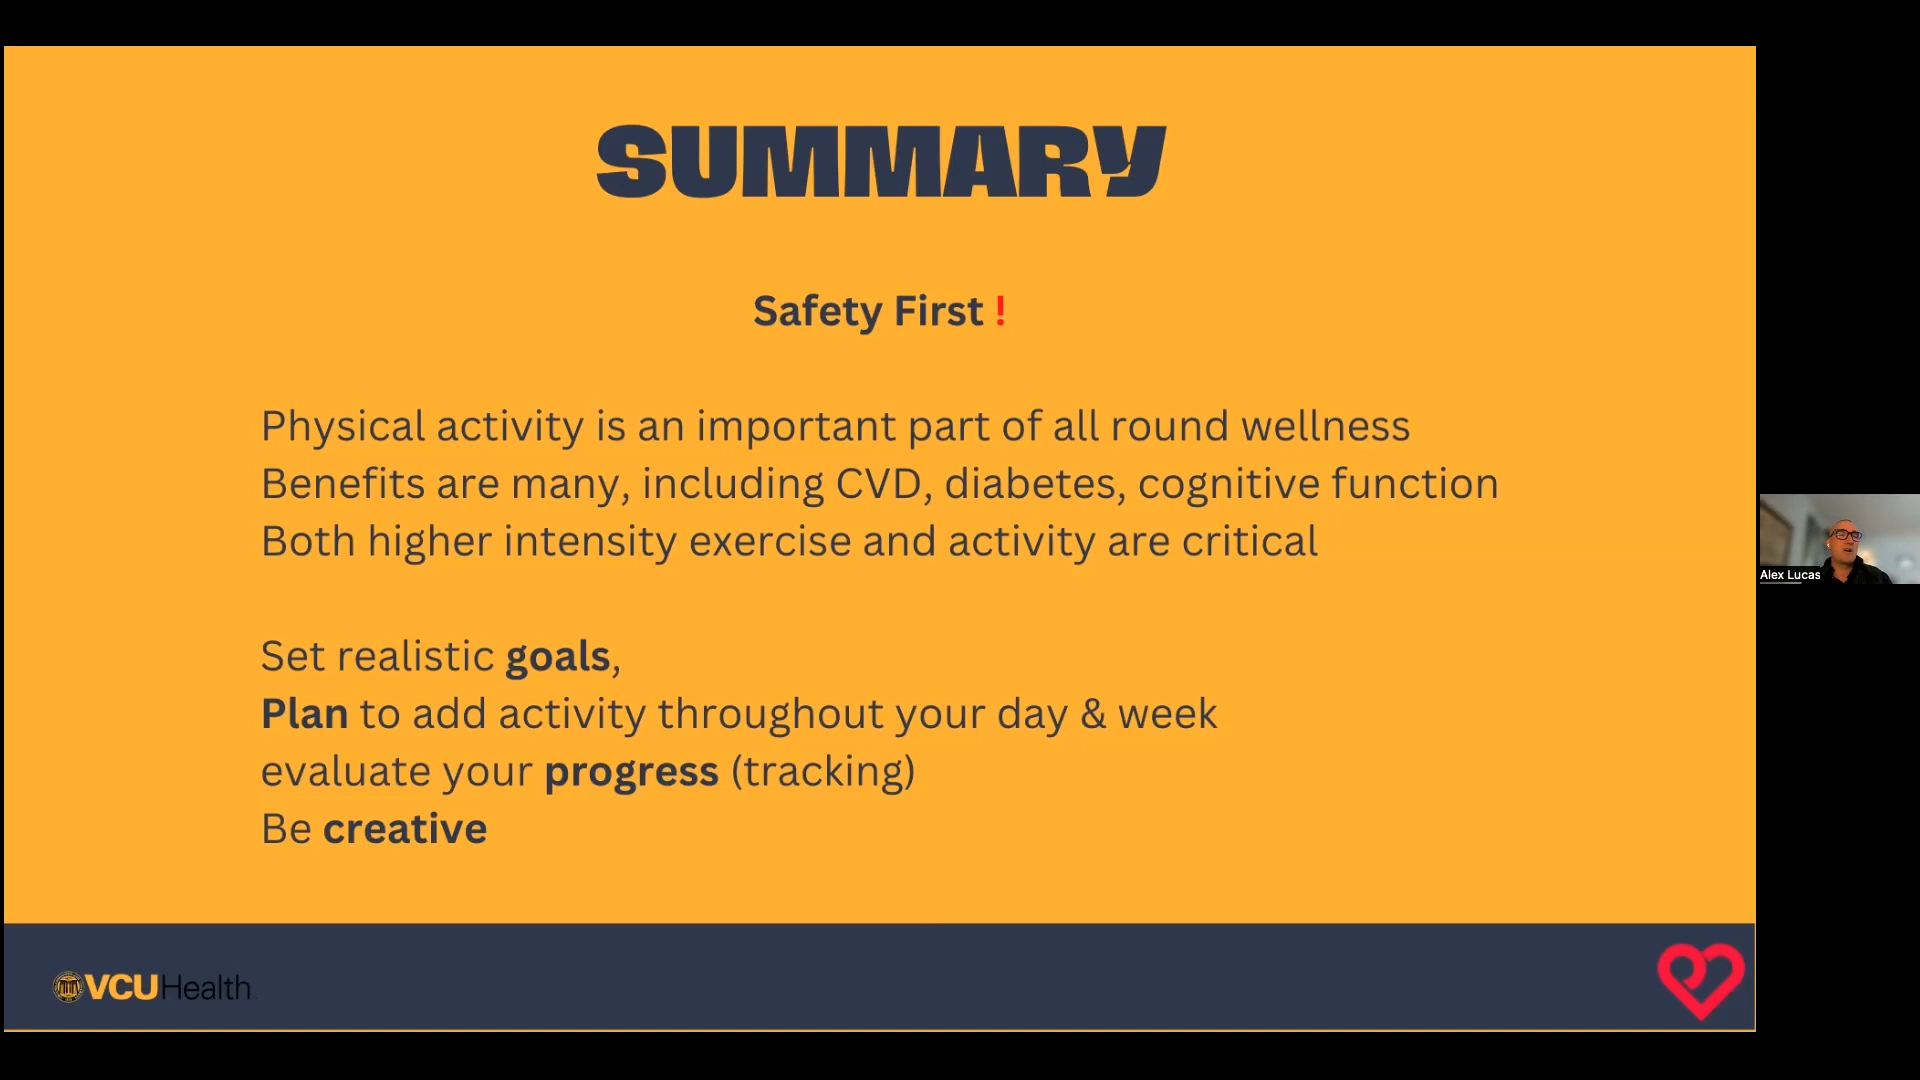 SUMMARY
Safety First !
Physical activity is an important part of all round wellness
Benefits are many, including CVD, diabetes, cognitive function
Both higher intensity exercise and activity are critical
Set realistic goals,
Plan to add activity throughout your day & week
evaluate your progress (tracking)
Be creative
VCUHealth
Alex Lucas